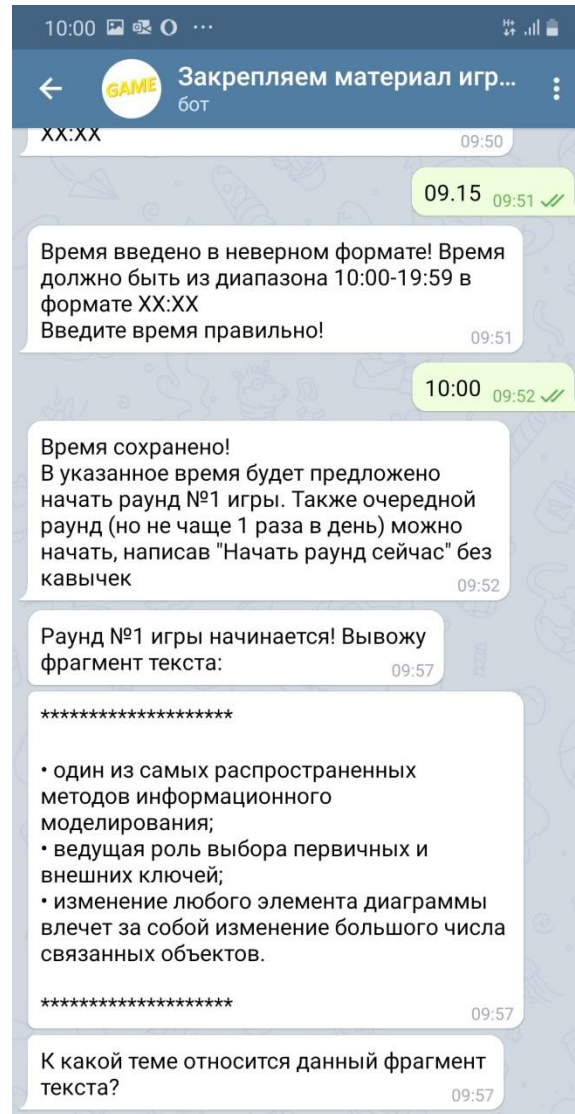 10:00
GAME
Закрепляем материал игр...
бот
XX:XX
09:50
09.15 09:51
Время введено в неверном формате! Время
должно быть из диапазона 10:00-19:59 в
формате XX:XX
Введите время правильно!
09:51
10:00 09:52
Время сохранено!
В указанное время будет предложено
начать раунд №1 игры. Также очередной
раунд (но не чаще 1 раза в день) можно
начать, написав "Начать раунд сейчас" без
кавычек
09:52
Раунд №1 игры начинается! Вывожу
фрагмент текста:
09:57
********************
• один из самых распространенных
методов информационного
моделирования;
• ведущая роль выбора первичных и
внешних ключей;
• изменение любого элемента диаграммы
влечет за собой изменение большого числа
связанных объектов.
********************
09:57
К какой теме относится данный фрагмент
текста?
09:57